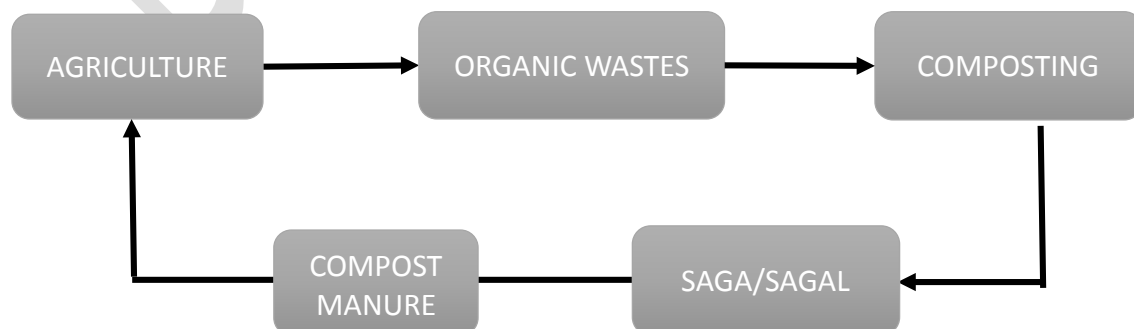 AGRICULTURE
ORGANIC WASTES
COMPOSTING
COMPOST
MANURE
SAGA/SAGAL